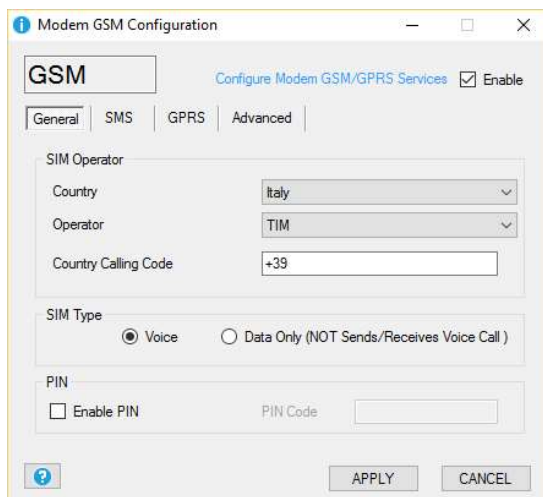 Modem GSM Configuration
GSM
Configure Modem GSM/GPRS Services Enable
General SMS GPRS Advanced
SIM Operator
Country Italy
Operator TIM
Country Calling Code +39
SIM Type
Voice Data Only (NOT Sends/Receives Voice Call )
PIN
Enable PIN PIN Code
APPLY CANCEL